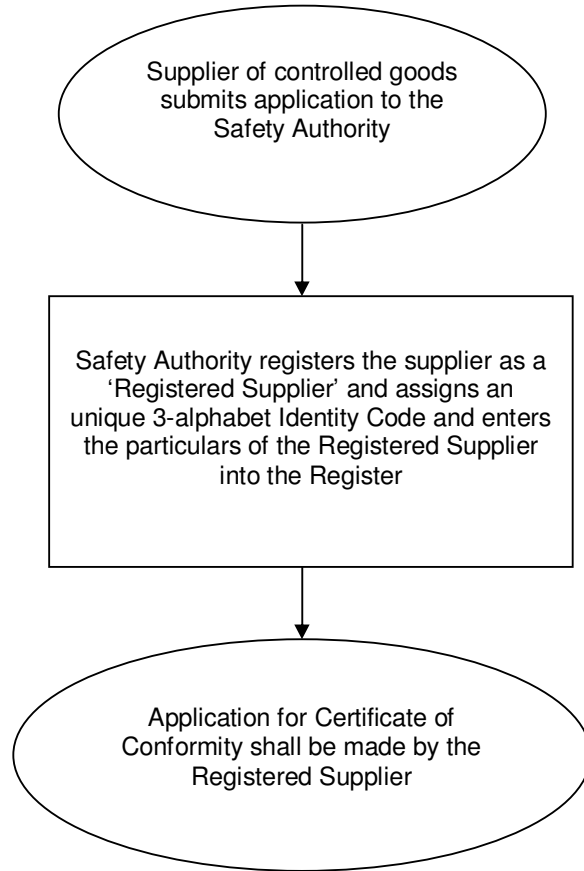 Supplier of controlled goods
submits application to the
Safety Authority
Safety Authority registers the supplier as a
‘Registered Supplier’ and assigns an
unique 3-alphabet Identity Code and enters
the particulars of the Registered Supplier
into the Register
Application for Certificate of
Conformity shall be made by the
Registered Supplier